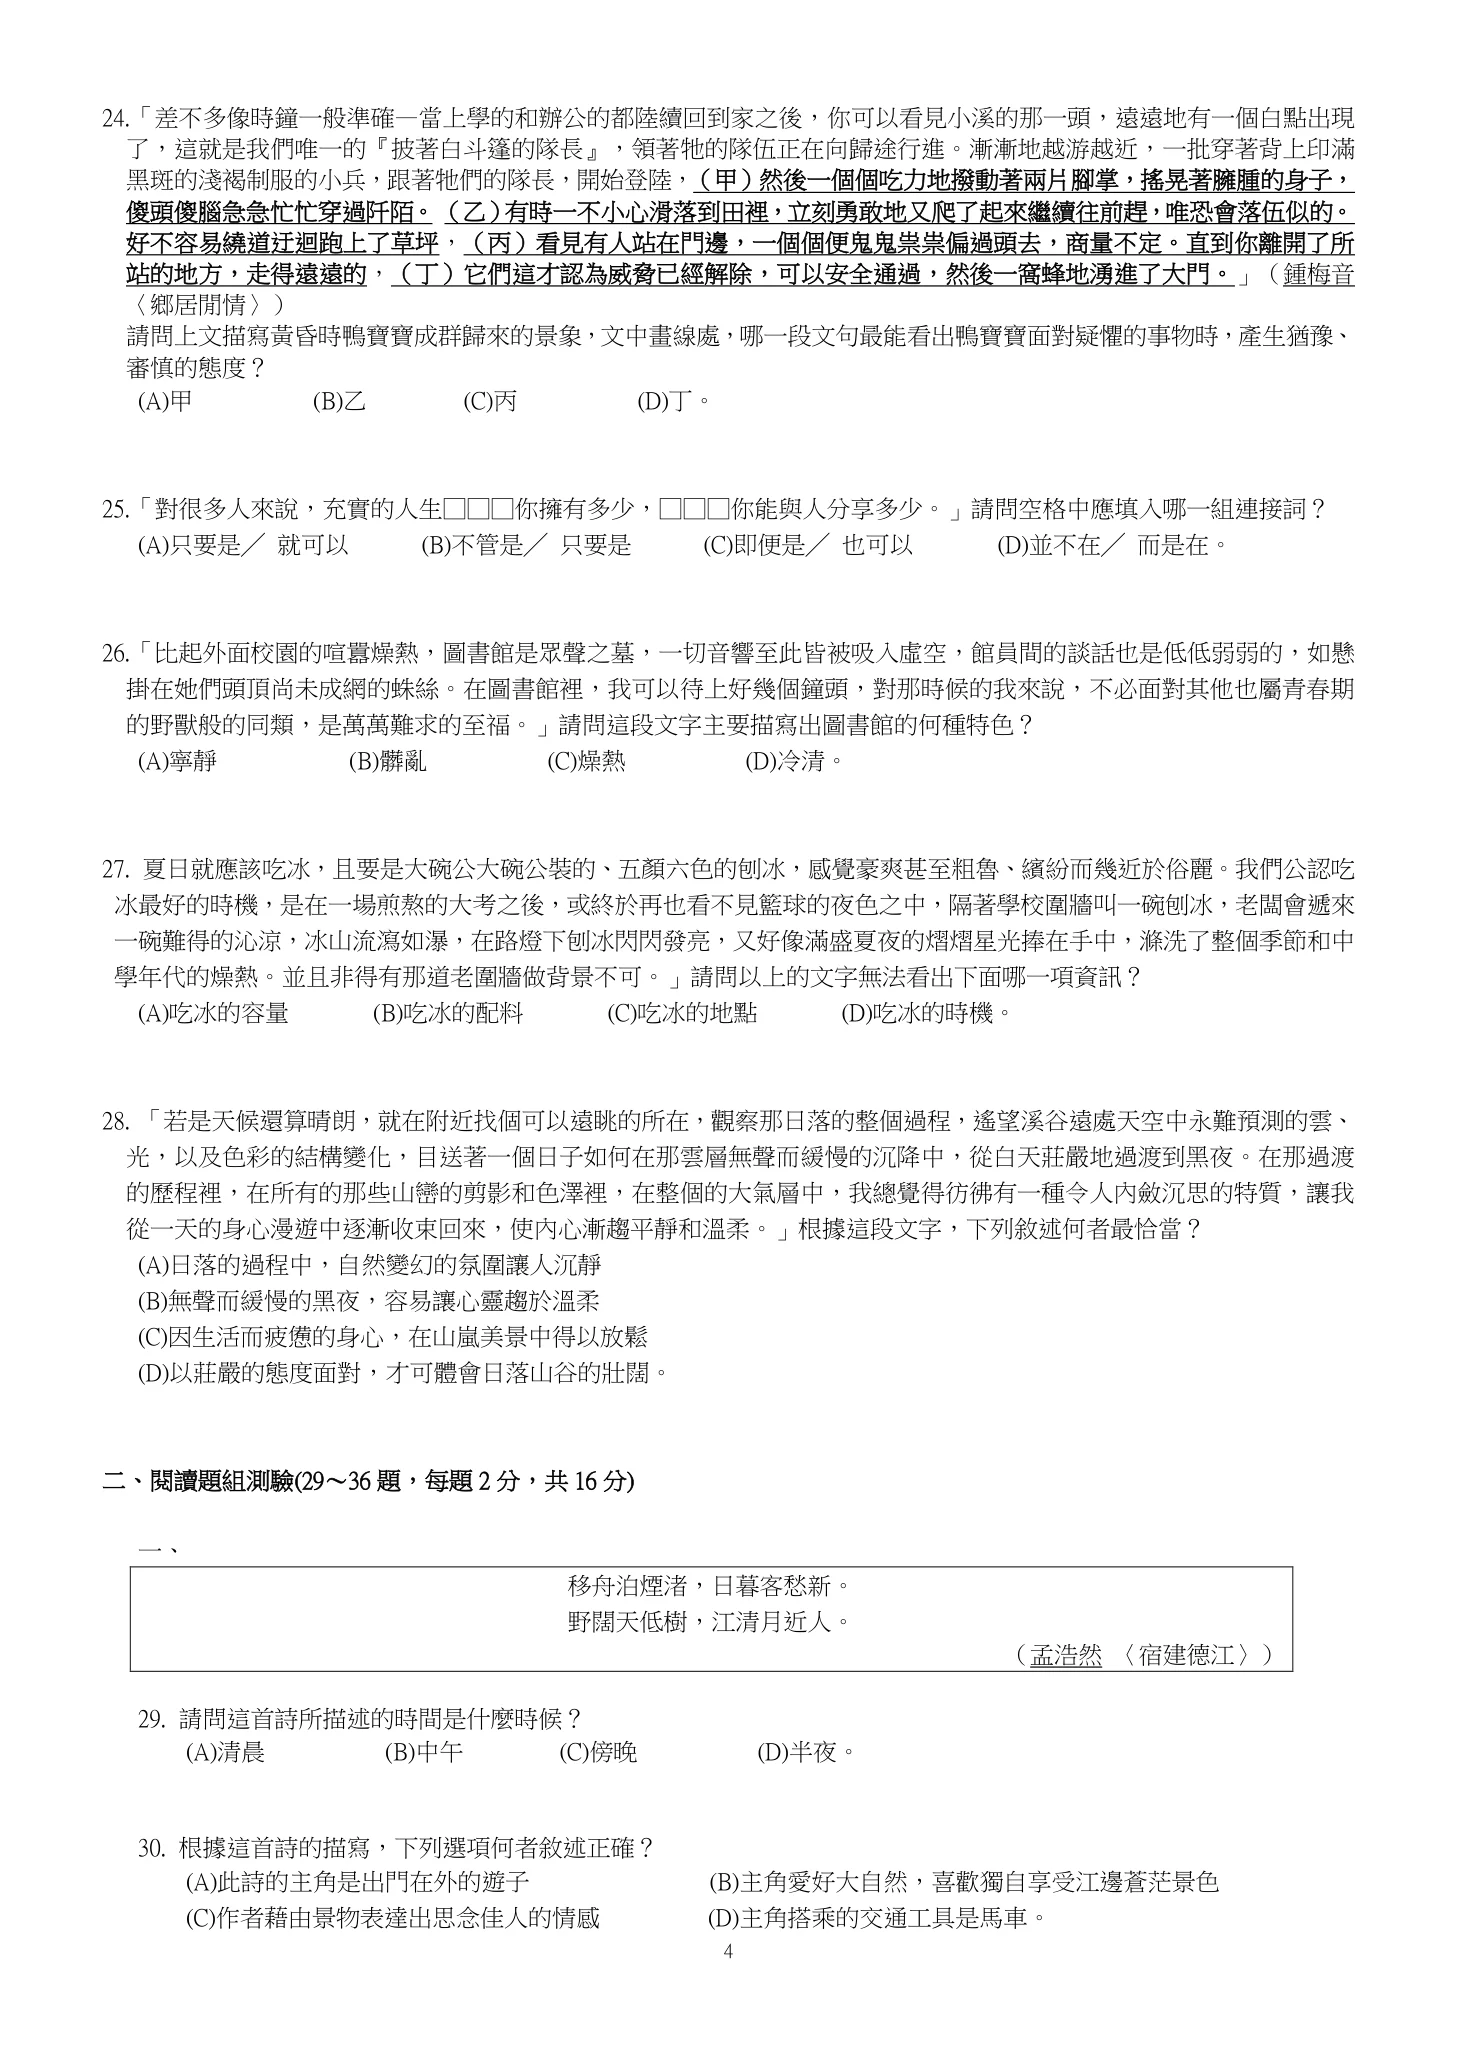 24.「差不多像時鐘一般準確—當上學的和辦公的都陸續回到家之後，你可以看見小溪的那一頭，遠遠地有一個白點出現
了，這就是我們唯一的『披著白斗篷的隊長』，領著牠的隊伍正在向歸途行進。漸漸地越游越近，一批穿著背上印滿
黑斑的淺褐制服的小兵，跟著牠們的隊長，開始登陸，（甲）然後一個個吃力地撥動著兩片腳掌，搖晃著臃腫的身子，
傻頭傻腦急急忙忙穿過阡陌。（乙）有時一不小心滑落到田裡，立刻勇敢地又爬了起來繼續往前趕，唯恐會落伍似的。
好不容易繞道迂迴跑上了草坪，（丙）看見有人站在門邊，一個個便鬼鬼祟祟偏過頭去，商量不定。直到你離開了所
站的地方，走得遠遠的，（丁）它們這才認為威脅已經解除，可以安全通過，然後一窩蜂地湧進了大門。」（鍾梅音
〈鄉居閒情〉）
請問上文描寫黃昏時鴨寶寶成群歸來的景象，文中畫線處，哪一段文句最能看出鴨寶寶面對疑懼的事物時，產生猶豫、
審慎的態度？
(A)甲 (B)乙 (C)丙 (D)丁。
25.「對很多人來說，充實的人生□□□你擁有多少，□□□你能與人分享多少。」請問空格中應填入哪一組連接詞？
(A)只要是／ 就可以 (B)不管是／ 只要是 (C)即便是／ 也可以 (D)並不在／ 而是在。
26.「比起外面校園的喧囂燥熱，圖書館是眾聲之墓，一切音響至此皆被吸入虛空，館員間的談話也是低低弱弱的，如懸
掛在她們頭頂尚未成網的蛛絲。在圖書館裡，我可以待上好幾個鐘頭，對那時候的我來說，不必面對其他也屬青春期
的野獸般的同類，是萬萬難求的至福。」請問這段文字主要描寫出圖書館的何種特色？
(A)寧靜 (B)髒亂 (C)燥熱 (D)冷清。
27. 夏日就應該吃冰，且要是大碗公大碗公裝的、五顏六色的刨冰，感覺豪爽甚至粗魯、繽紛而幾近於俗麗。我們公認吃
冰最好的時機，是在一場煎熬的大考之後，或終於再也看不見籃球的夜色之中，隔著學校圍牆叫一碗刨冰，老闆會遞來
一碗難得的沁涼，冰山流瀉如瀑，在路燈下刨冰閃閃發亮，又好像滿盛夏夜的熠熠星光捧在手中，滌洗了整個季節和中
學年代的燥熱。並且非得有那道老圍牆做背景不可。」請問以上的文字無法看出下面哪一項資訊？
(A)吃冰的容量 (B)吃冰的配料 (C)吃冰的地點 (D)吃冰的時機。
28. 「若是天候還算晴朗，就在附近找個可以遠眺的所在，觀察那日落的整個過程，遙望溪谷遠處天空中永難預測的雲、
光，以及色彩的結構變化，目送著一個日子如何在那雲層無聲而緩慢的沉降中，從白天莊嚴地過渡到黑夜。在那過渡
的歷程裡，在所有的那些山巒的剪影和色澤裡，在整個的大氣層中，我總覺得彷彿有一種令人內斂沉思的特質，讓我
從一天的身心漫遊中逐漸收束回來，使內心漸趨平靜和溫柔。」根據這段文字，下列敘述何者最恰當？
(A)日落的過程中，自然變幻的氛圍讓人沉靜
(B)無聲而緩慢的黑夜，容易讓心靈趨於溫柔
(C)因生活而疲憊的身心，在山嵐美景中得以放鬆
(D)以莊嚴的態度面對，才可體會日落山谷的壯闊。
二、閱讀題組測驗(29～36 題，每題 2 分，共 16 分)
一、
移舟泊煙渚，日暮客愁新。
野闊天低樹，江清月近人。
（孟浩然 〈宿建德江〉）
29. 請問這首詩所描述的時間是什麼時候？
(A)清晨 (B)中午 (C)傍晚 (D)半夜。
30. 根據這首詩的描寫，下列選項何者敘述正確？
(A)此詩的主角是出門在外的遊子 (B)主角愛好大自然，喜歡獨自享受江邊蒼茫景色
(C)作者藉由景物表達出思念佳人的情感 (D)主角搭乘的交通工具是馬車。
4